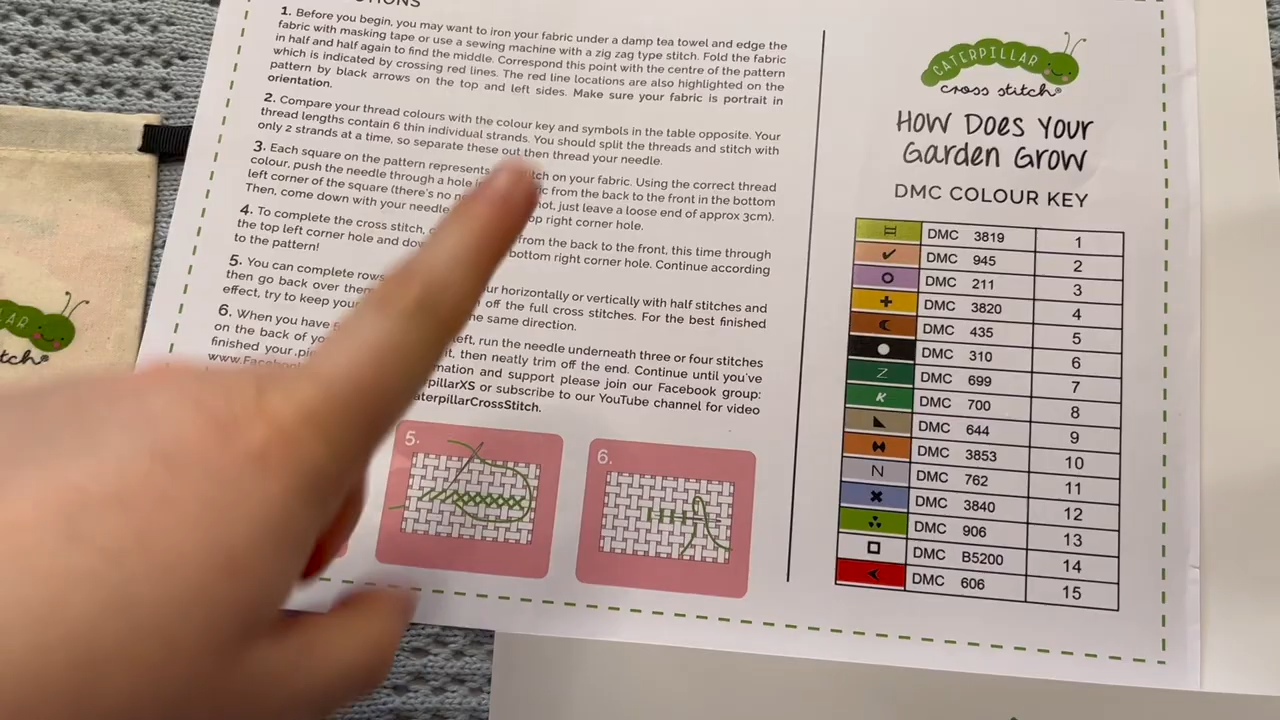 1. Before you begin, you may want to iron your fabric under a damp tea towel and edge the
fabric with masking tape or use a sewing machine with a zig zag type stitch. Fold the fabric
in half and half again to find the middle. Correspond this point with the centre of the pattern
which is indicated by crossing red lines. The red line locations are also highlighted on the
pattern by black arrows on the top and left sides. Make sure your fabric is portrait in
orientation.
2. Compare your thread colours with the colour key and symbols in the table opposite. Your
thread lengths contain 6 thin individual strands. You should split the threads and stitch with
only 2 strands at a time, so separate these out then thread your needle.
3. Each square on the pattern represents on your fabric. Using the correct thread
colour, push the needle through a hole from the back to the front in the bottom
left corner of the square (there's no just leave a loose end of approx 3cm).
Then, come down with your needle right corner hole.
4. To complete the cross stitch, from the back to the front, this time through
the top left corner hole and bottom right corner hole. Continue according
to the pattern!
5. You can complete rows horizontally or vertically with half stitches and
then go back over off the full cross stitches. For the best finished
effect, try to keep your same direction.
6. When you have left, run the needle underneath three or four stitches
on the back of then neatly trim off the end. Continue until you've
finished your and support please join our Facebook group:
or subscribe to our YouTube channel for video
5.
6.
CATERPILLAR
cross stitch
How Does Your
Garden Grow
DMC COLOUR KEY
DMC 3819 1
DMC 945 2
DMC 211 3
DMC 3820 4
DMC 435 5
DMC 310 6
DMC 699 7
DMC 700 8
DMC 644 9
DMC 3853 10
N DMC 762 11
DMC 3840 12
DMC 906 13
DMC B5200 14
DMC 606 15